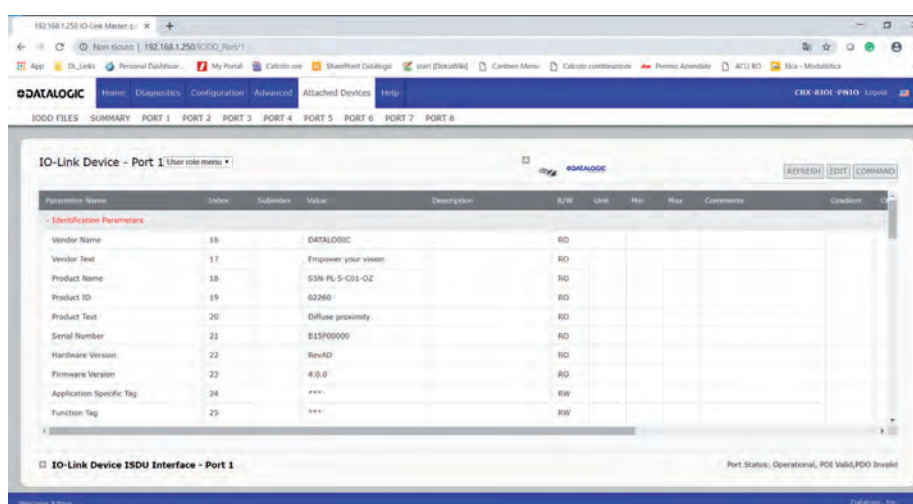 192.168.1.250 IO-Link Master
Non sicuro | 192.168.1.250/IODD_Port/1
App DL_Links Personal Dashboar... My Portal Calcolo ore SharePoint Datalogic start [DokuWiki] Canteen Menu Calcolo combinazioni Premio Aziendale ACU BO Elca - Modulistica
DATALOGIC Home Diagnostics Configuration Advanced Attached Devices Help CBX-8IOL-PNIO Logout
IODD FILES SUMMARY PORT 1 PORT 2 PORT 3 PORT 4 PORT 5 PORT 6 PORT 7 PORT 8
IO-Link Device - Port 1 User role menu
DATALOGIC
REFRESH EDIT COMMAND
Parameter Name Index Subindex Value Description R/W Unit Min Max Comments Gradient
- Identification Parameters
Vendor Name 16 DATALOGIC RO
Vendor Text 17 Empower your vision RO
Product Name 18 S5N-PL-5-C01-OZ RO
Product ID 19 02260 RO
Product Text 20 Diffuse proximity RO
Serial Number 21 B15P00000 RO
Hardware Version 22 RevAD RO
Firmware Version 23 4.0.0 RO
Application Specific Tag 24 *** RW
Function Tag 25 *** RW
IO-Link Device ISDU Interface - Port 1
Port Status: Operational, PDI Valid,PDO Invalid
Welcome Admin